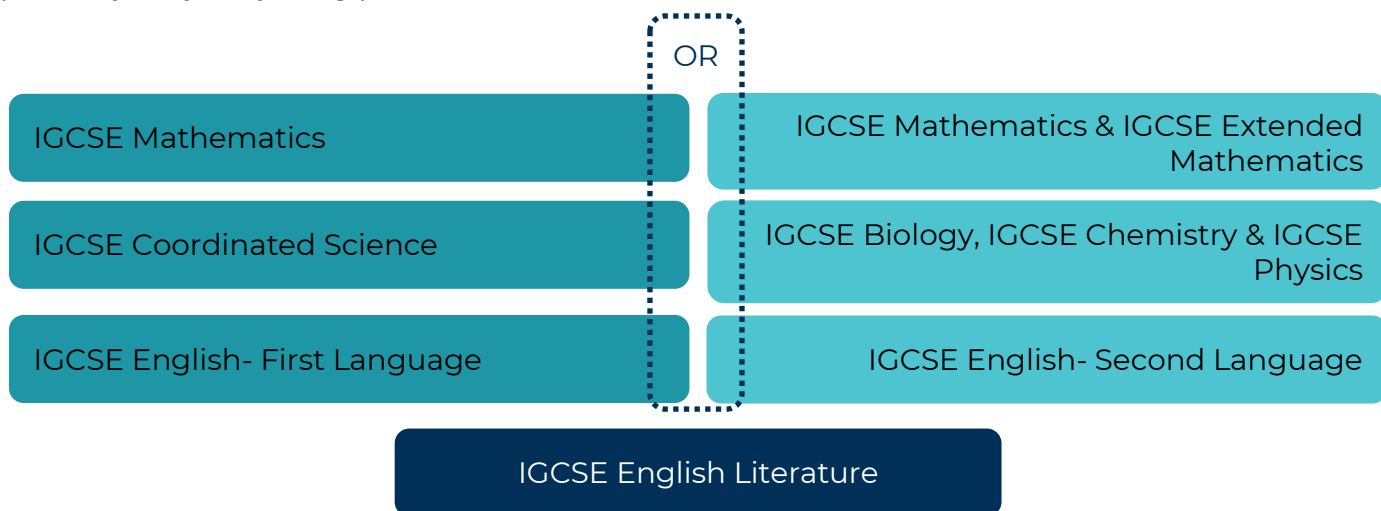 OR
IGCSE Mathematics
IGCSE Mathematics & IGCSE Extended
Mathematics
IGCSE Coordinated Science
IGCSE Biology, IGCSE Chemistry & IGCSE
Physics
IGCSE English- First Language
IGCSE English- Second Language
IGCSE English Literature